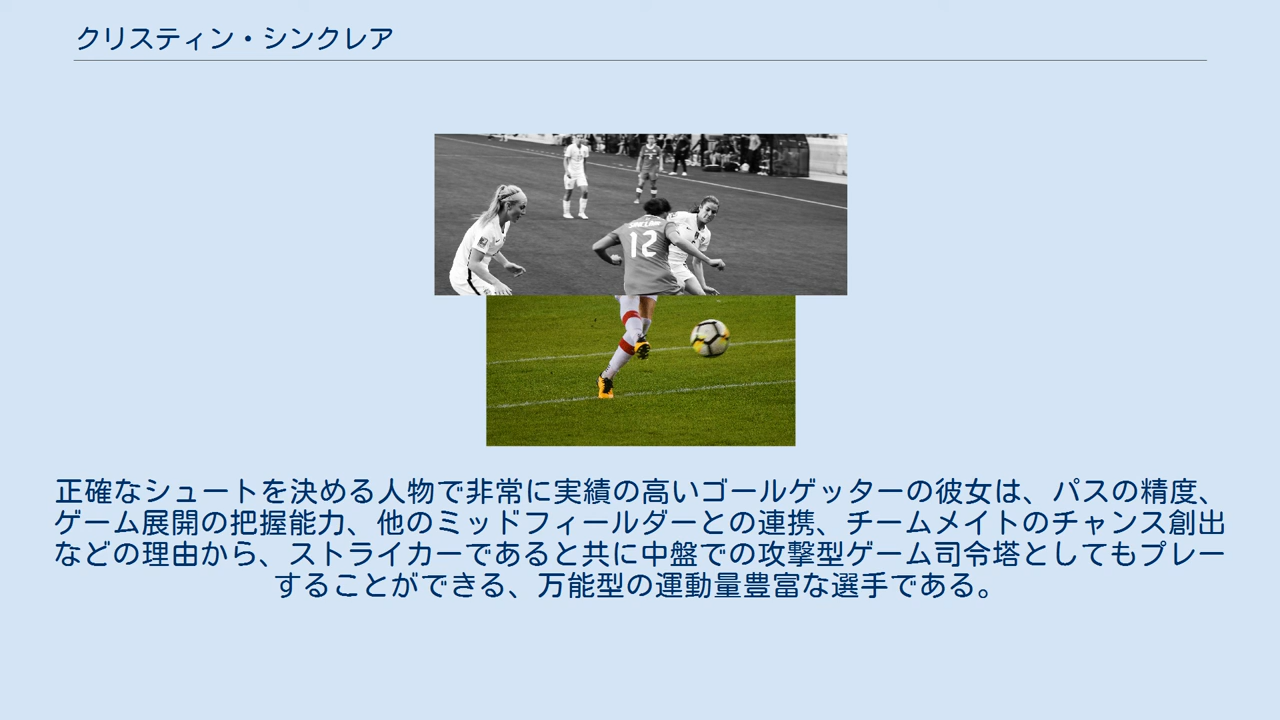 クリスティン・シンクレア
12
正確なシュートを決める人物で非常に実績の高いゴールゲッターの彼女は、パスの精度、
ゲーム展開の把握能力、他のミッドフィールダーとの連携、チームメイトのチャンス創出
などの理由から、ストライカーであると共に中盤での攻撃型ゲーム司令塔としてもプレー
することができる、万能型の運動量豊富な選手である。